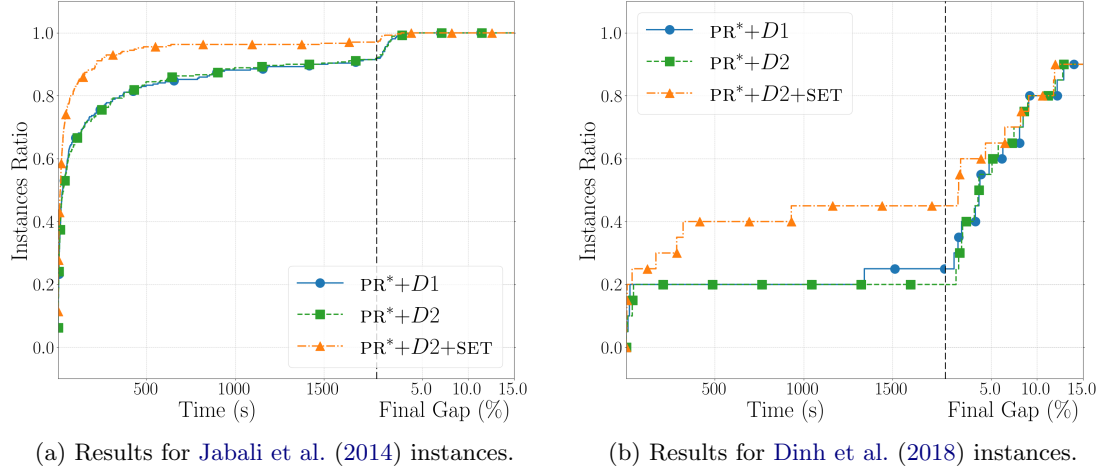 Instances Ratio
1.0
0.8
0.6
0.4
0.2
0.0
PR*+D1
PR*+D2
PR*+D2+SET
500
1000
1500
5.0
10.0
15.0
Time (s)
Final Gap (%)
(a) Results for Jabali et al. (2014) instances.
Instances Ratio
1.0
0.8
0.6
0.4
0.2
0.0
PR*+D1
PR*+D2
PR*+D2+SET
500
1000
1500
5.0
10.0
15.0
Time (s)
Final Gap (%)
(b) Results for Dinh et al. (2018) instances.